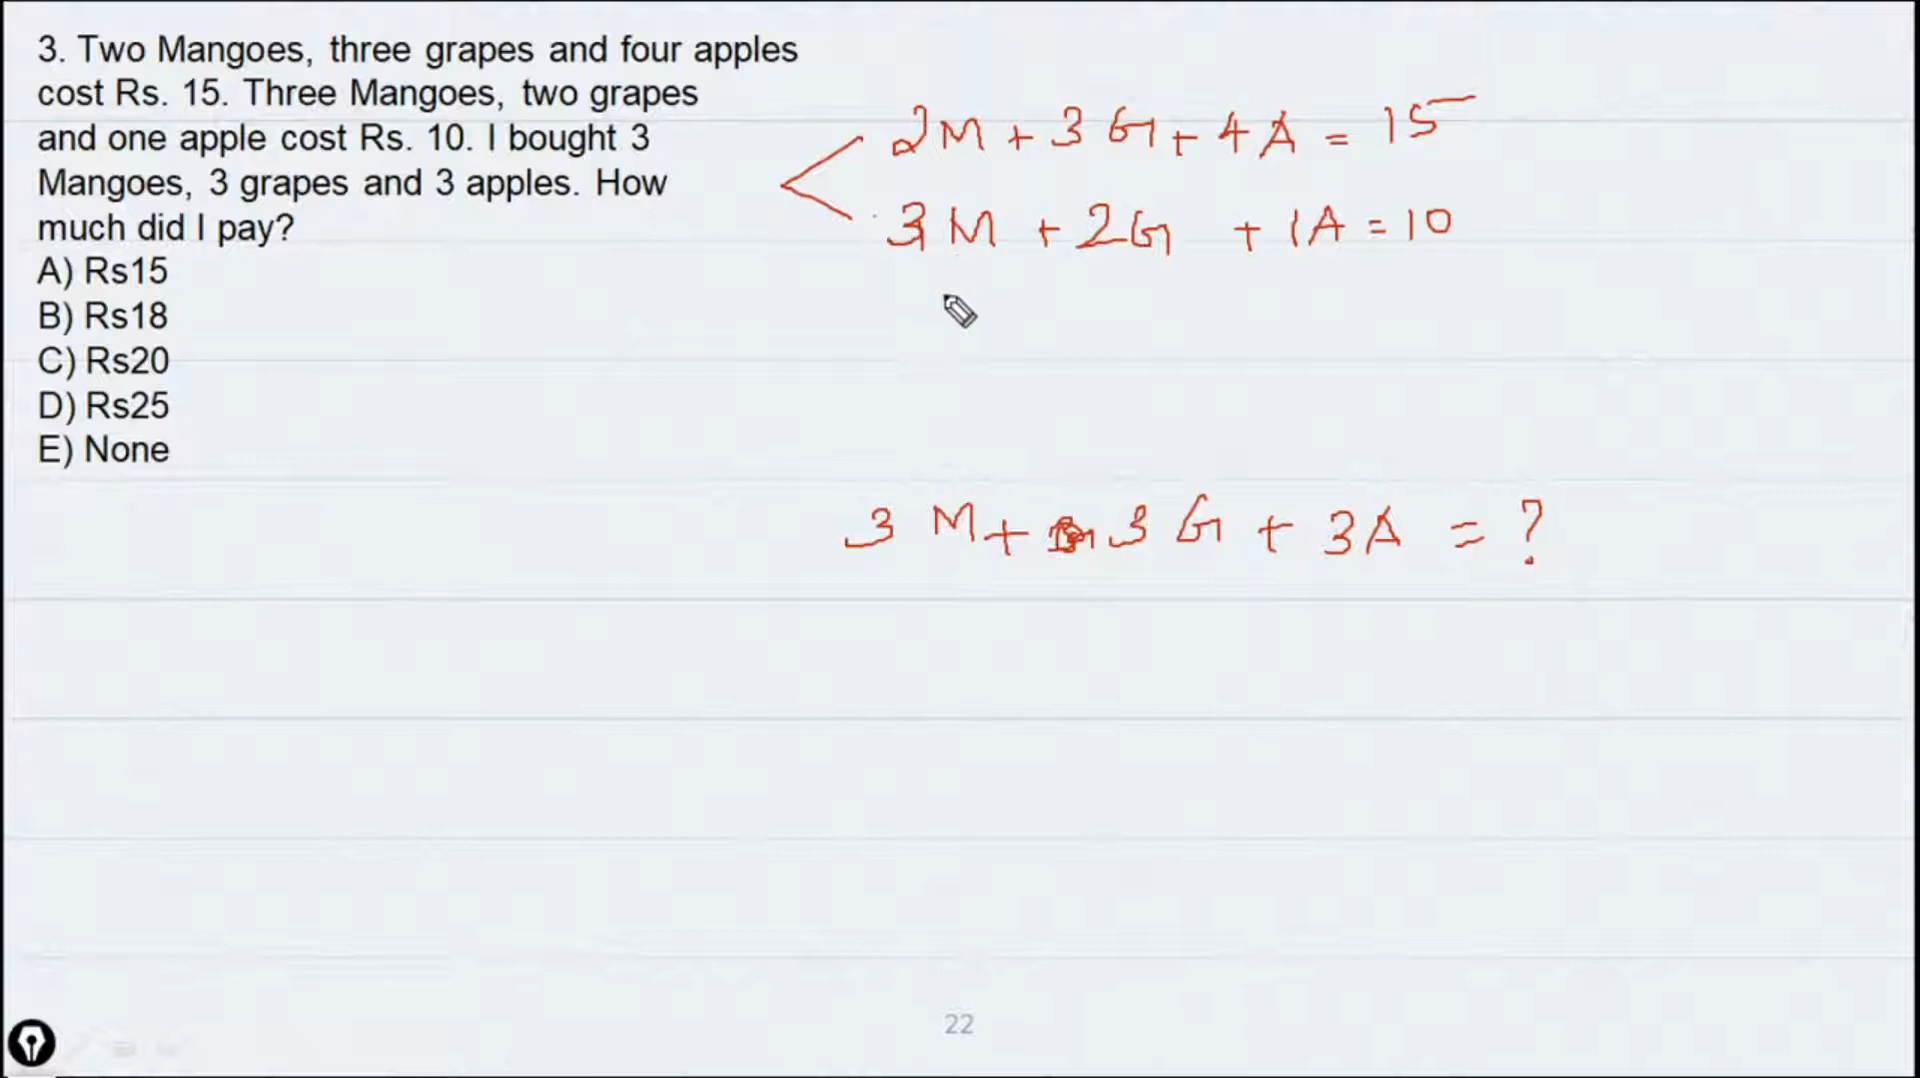 3. Two Mangoes, three grapes and four apples
cost Rs. 15. Three Mangoes, two grapes
and one apple cost Rs. 10. I bought 3
Mangoes, 3 grapes and 3 apples. How
much did I pay?
A) Rs15
B) Rs18
C) Rs20
D) Rs25
E) None
2M + 3G + 4A = 15
3M + 2G + 1A = 10
3M + 3G + 3A = ?
22